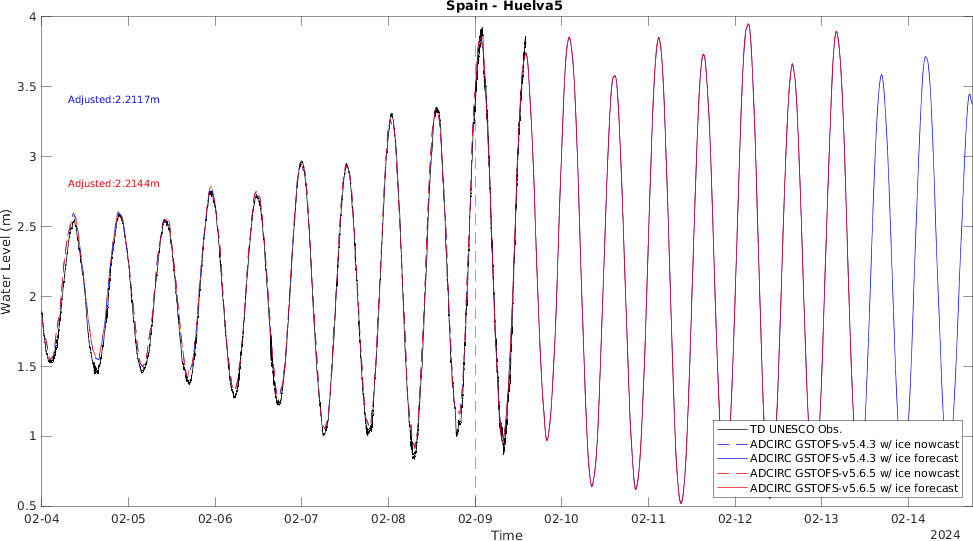 Spain - Huelva5
Water Level (m)
4
3.5
3
2.5
2
1.5
1
0.5
Adjusted:2.2117m
Adjusted:2.2144m
TD UNESCO Obs.
ADCIRC GSTOFS-v5.4.3 w/ ice nowcast
ADCIRC GSTOFS-v5.4.3 w/ ice forecast
ADCIRC GSTOFS-v5.6.5 w/ ice nowcast
ADCIRC GSTOFS-v5.6.5 w/ ice forecast
02-04 02-05 02-06 02-07 02-08 02-09 02-10 02-11 02-12 02-13 02-14
Time
2024